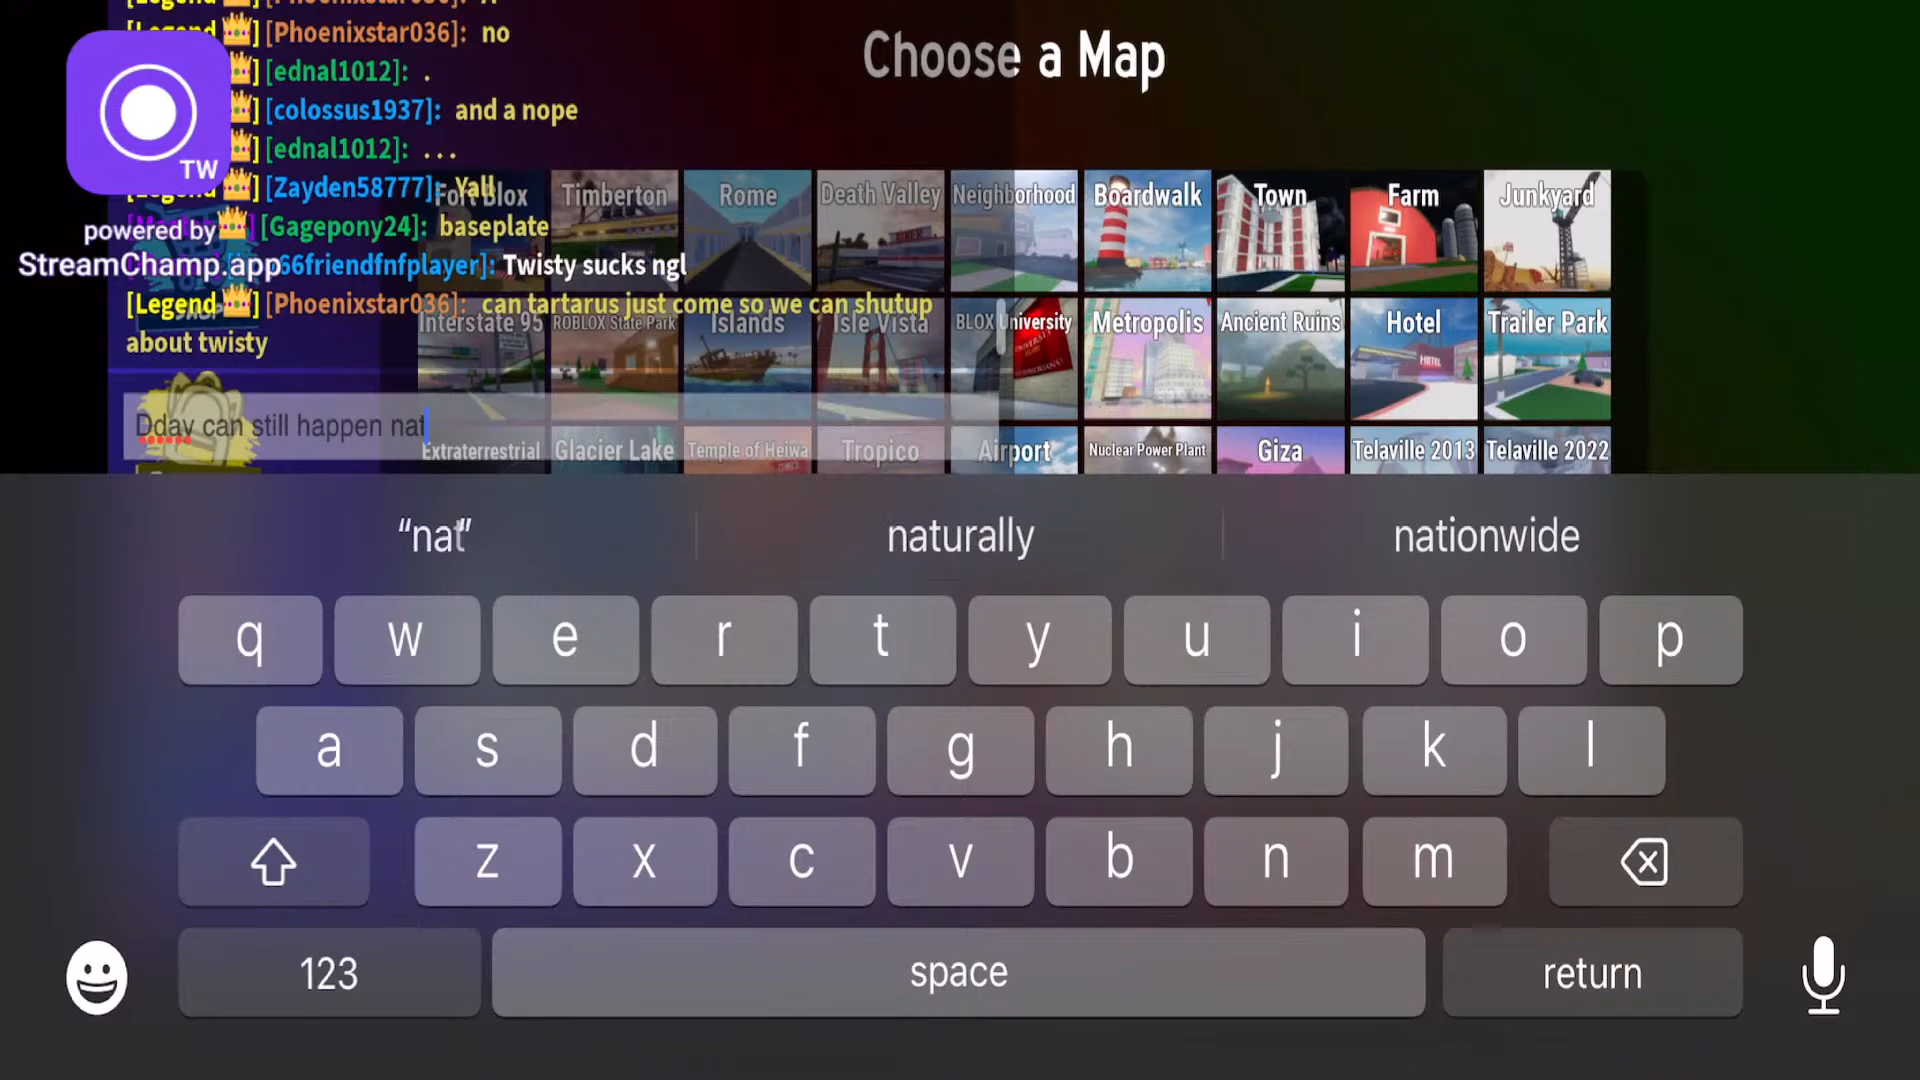 [Legend [Phoenixstar036]: no
] [ednal1012]: .
] [colossus1937]: and a nope
] [ednal1012]: ...
TW
[Zayden58777]: Yall
[Gagepony24]: baseplate
powered by
StreamChamp.app
66friendfnfplayer]: Twisty sucks ngl
[Legend [Phoenixstar036]: can tartarus just come so we can shutup
about twisty
Dday can still happen nat
Choose a Map
Fort Blox Timberton Rome Death Valley Neighborhood Boardwalk Town Farm Junkyard
Interstate 95 ROBLOX State Park Islands Isle Vista BLOX University Metropolis Ancient Ruins Hotel Trailer Park
Extraterrestrial Glacier Lake Temple of Heiwa Tropico Airport Nuclear Power Plant Giza Telaville 2013 Telaville 2022
“nat” naturally nationwide
q w e r t y u i o p
a s d f g h j k l
z x c v b n m
123 space return